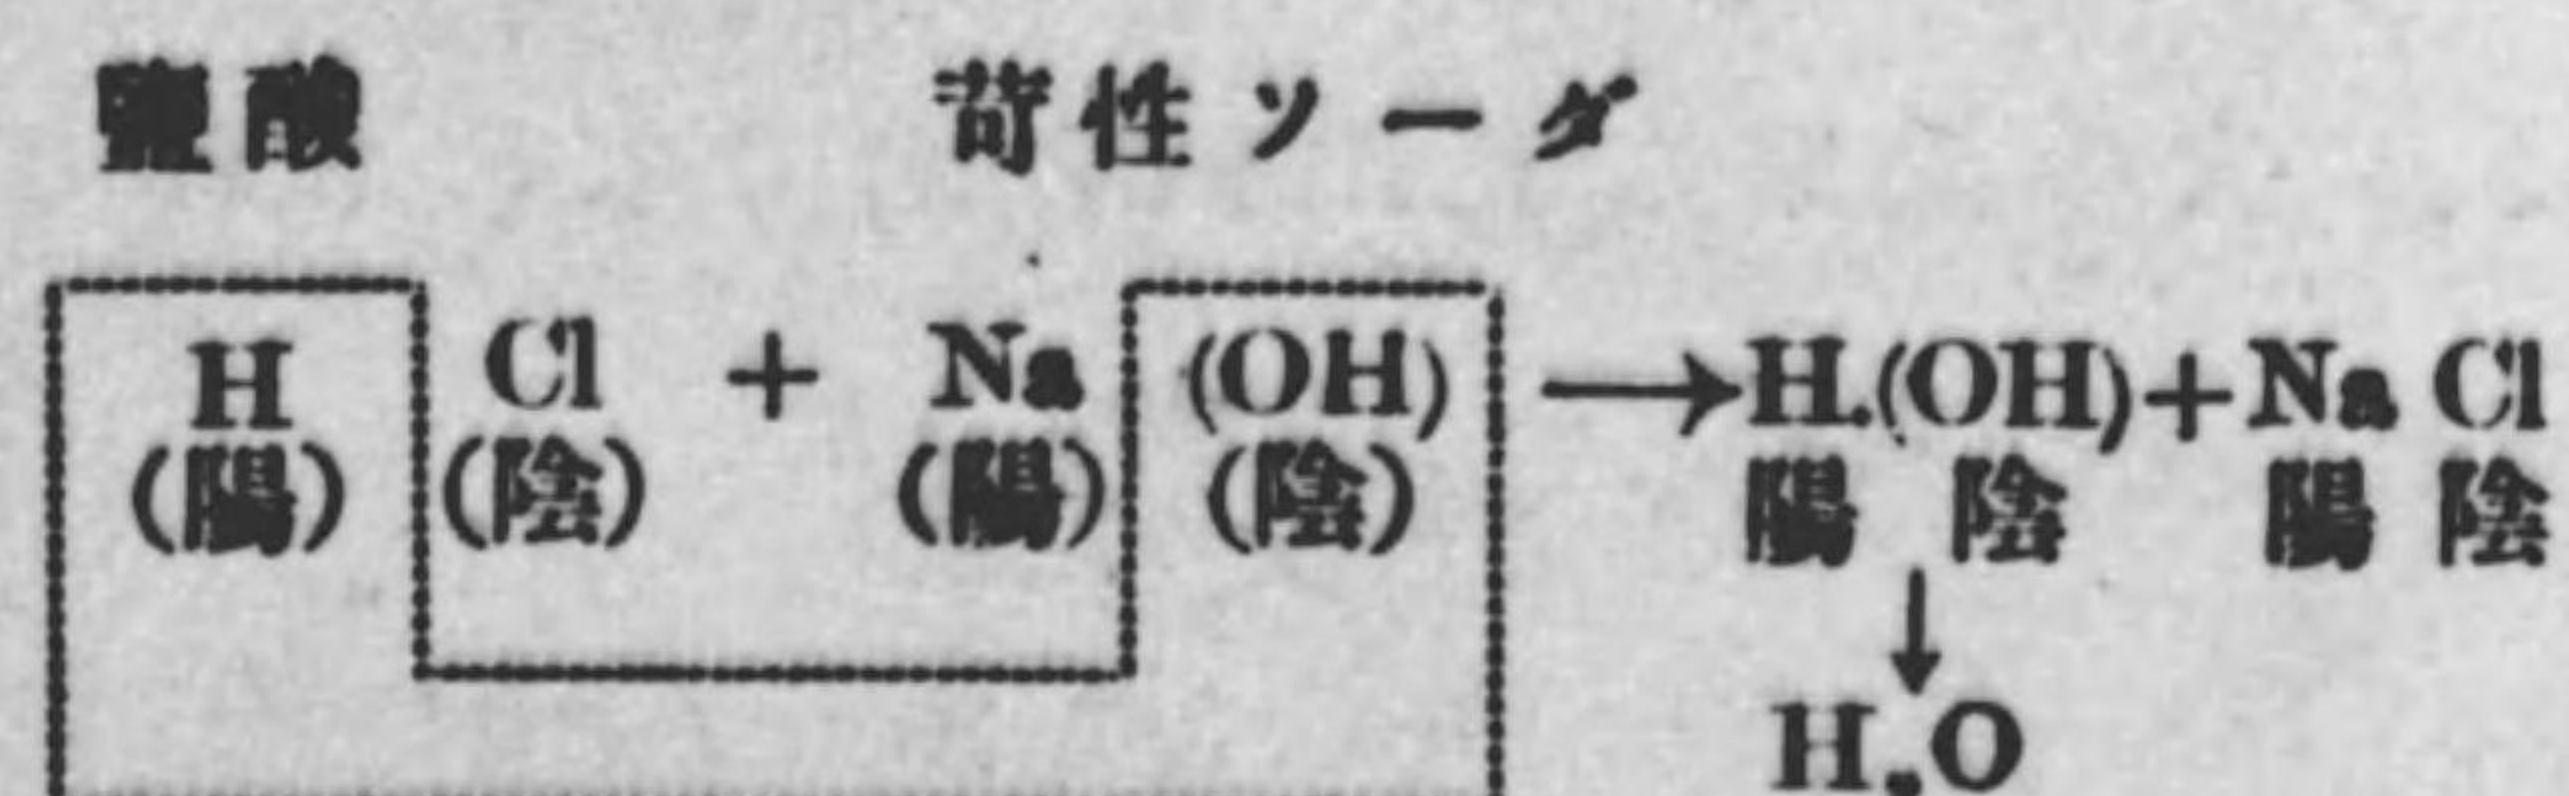 鹽酸 苛性ソーダ
H Cl + Na (OH) →H.(OH)+Na Cl
(陽) (陰) (陽) (陰) 陽 陰 陽 陰
↓
H₂O